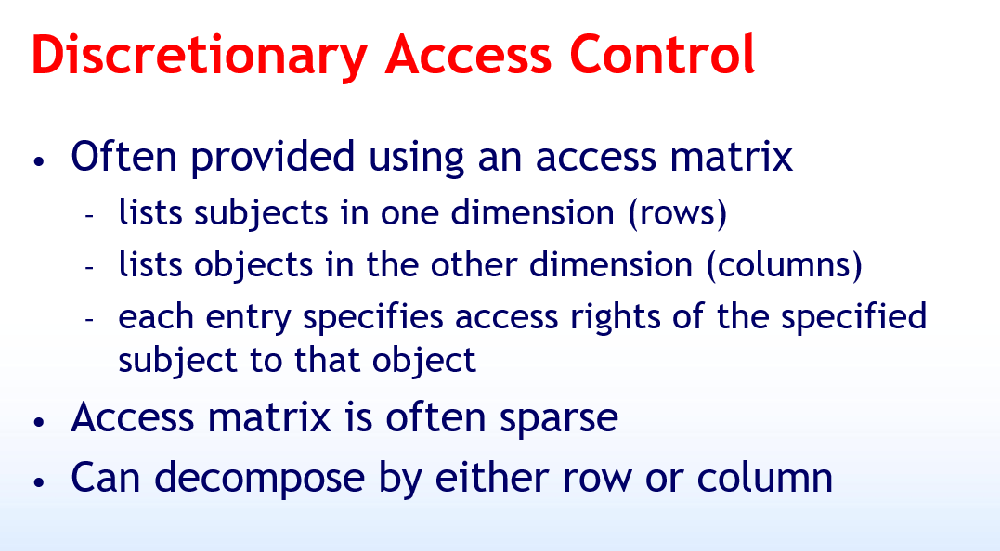 Discretionary Access Control
• Often provided using an access matrix
– lists subjects in one dimension (rows)
– lists objects in the other dimension (columns)
– each entry specifies access rights of the specified
subject to that object
• Access matrix is often sparse
• Can decompose by either row or column